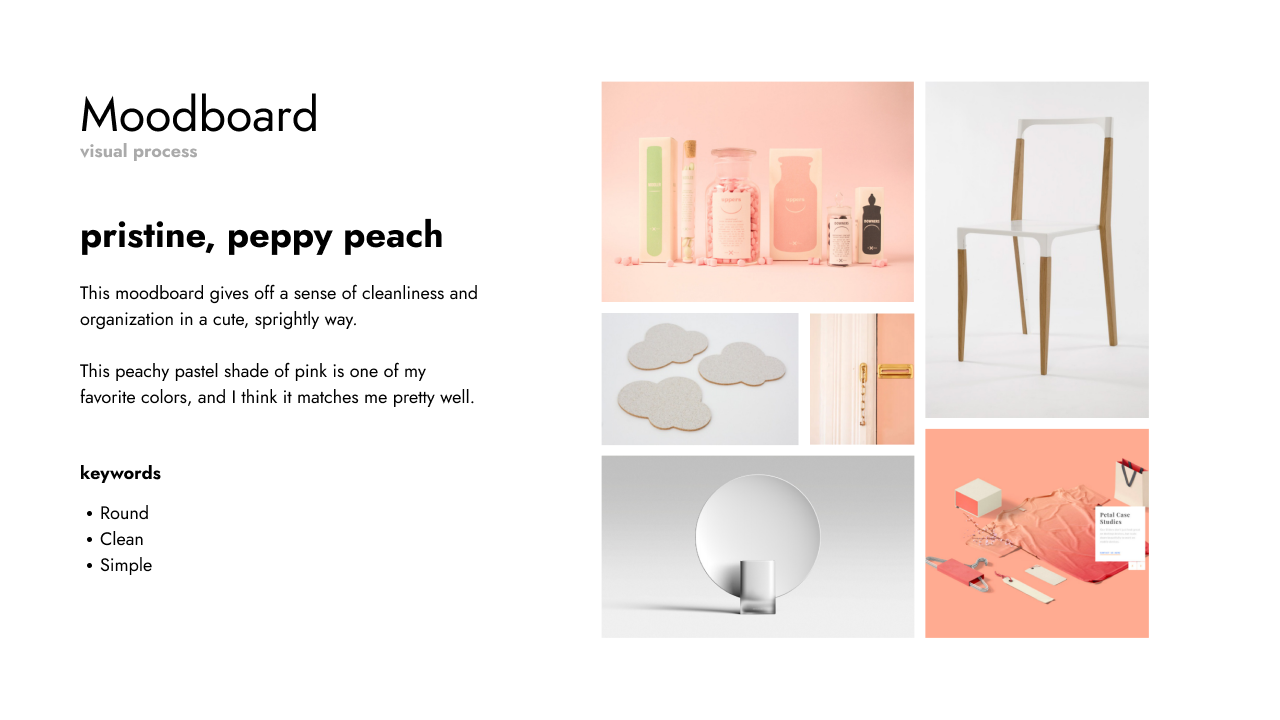 Moodboard
visual process
pristine, peppy peach
This moodboard gives off a sense of cleanliness and
organization in a cute, sprightly way.
This peachy pastel shade of pink is one of my
favorite colors, and I think it matches me pretty well.
keywords
• Round
• Clean
• Simple
Petal Case
Studies